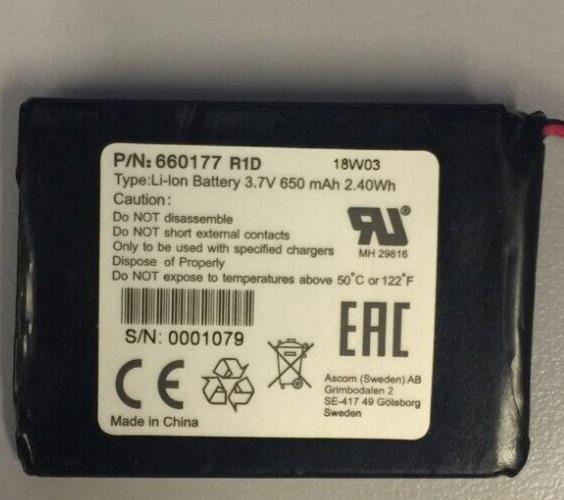 P/N: 660177 R1D 18W03
Type:Li-Ion Battery 3.7V 650 mAh 2.40Wh
Caution:
Do NOT disassemble
Do NOT short external contacts
Only to be used with specified chargers
Dispose of Properly
Do NOT expose to temperatures above 50°C or 122°F
RU®
MH 29816
S/N: 0001079
EAC
CE
Ascom (Sweden) AB
Grimbodalen 2
SE-417 49 Göteborg
Sweden
Made in China